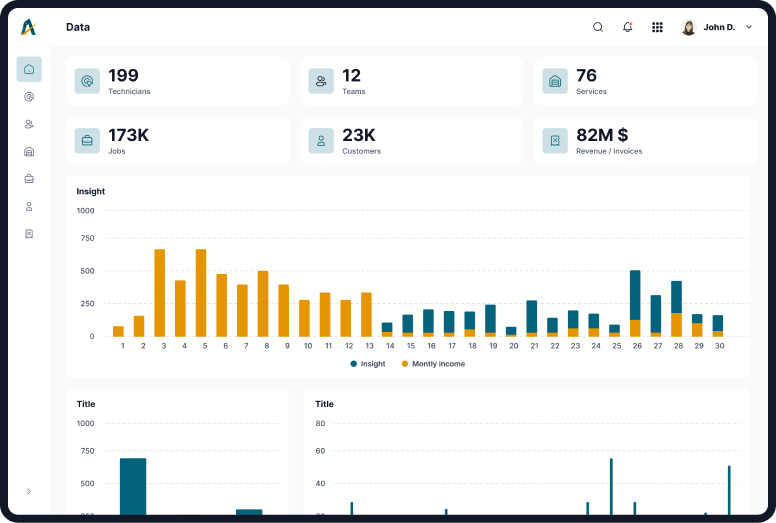 Data
John D.
199
Technicians
12
Teams
76
Services
173K
Jobs
23K
Customers
82M $
Revenue / Invoices
Insight
1000
750
500
250
0
1 2 3 4 5 6 7 8 9 10 11 12 13 14 15 16 17 18 19 20 21 22 23 24 25 26 27 28 29 30
Insight Montly income
Title
1000
750
500
Title
80
60
40